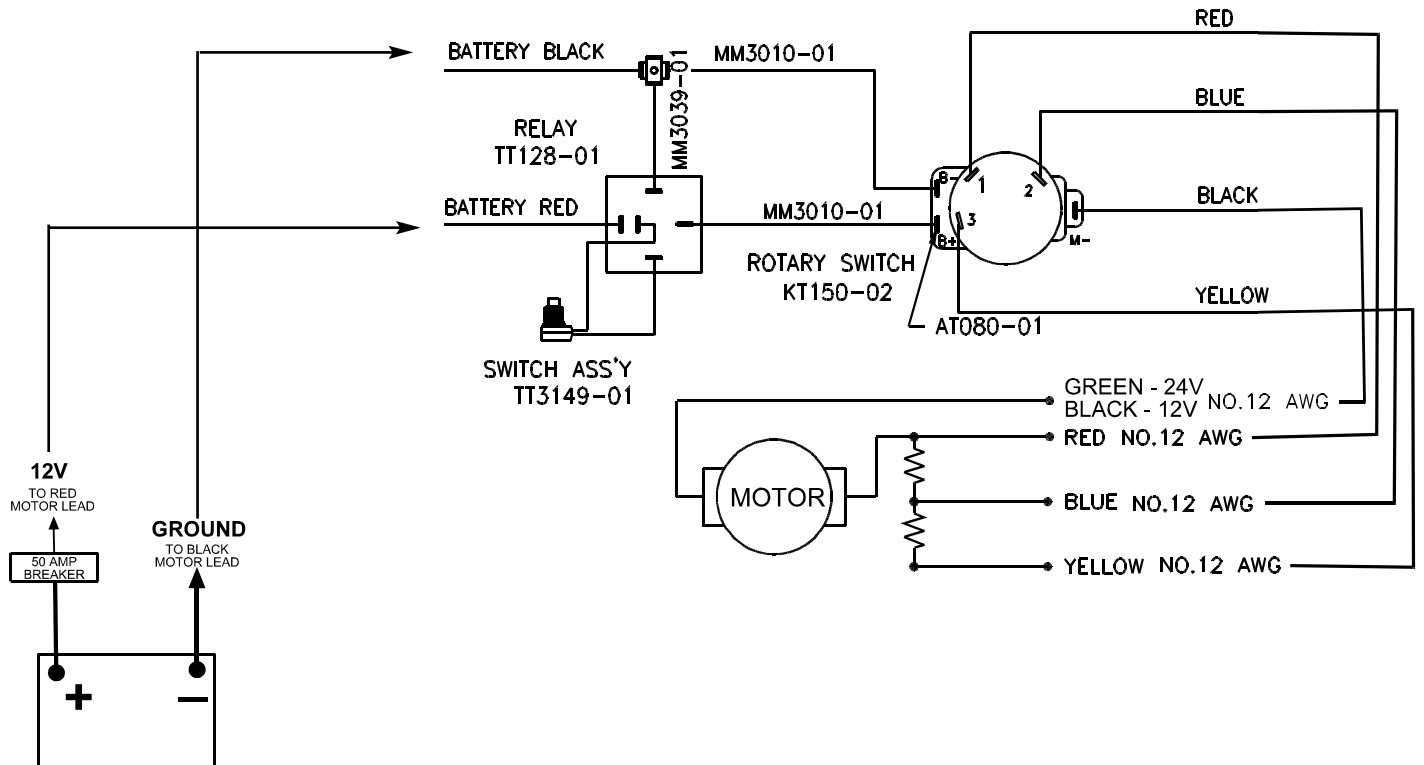 RED
BATTERY BLACK
MM3010-01
MM3039-01
BLUE
RELAY
TT128-01
B-
1
2
BATTERY RED
MM3010-01
3
BLACK
B+
M-
ROTARY SWITCH
KT150-02
YELLOW
AT080-01
SWITCH ASS'Y
TT3149-01
GREEN - 24V
BLACK - 12V
NO.12 AWG
RED NO.12 AWG
12V
TO RED
MOTOR LEAD
MOTOR
BLUE NO.12 AWG
GROUND
TO BLACK
MOTOR LEAD
50 AMP
BREAKER
YELLOW NO.12 AWG
+
−